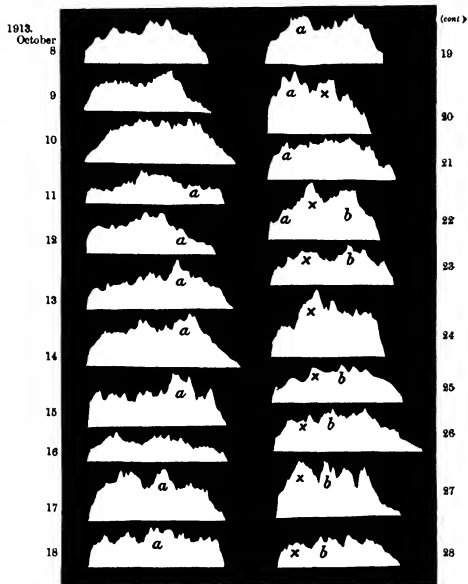 1913.
October
8
9
10
11 a
12 a
13 a
14 a
15 a
16
17 a
18 a
(cont)
a 19
a × 20
a 21
a × b 22
× b 23
× 24
× b 25
× b 26
× b 27
× b 28